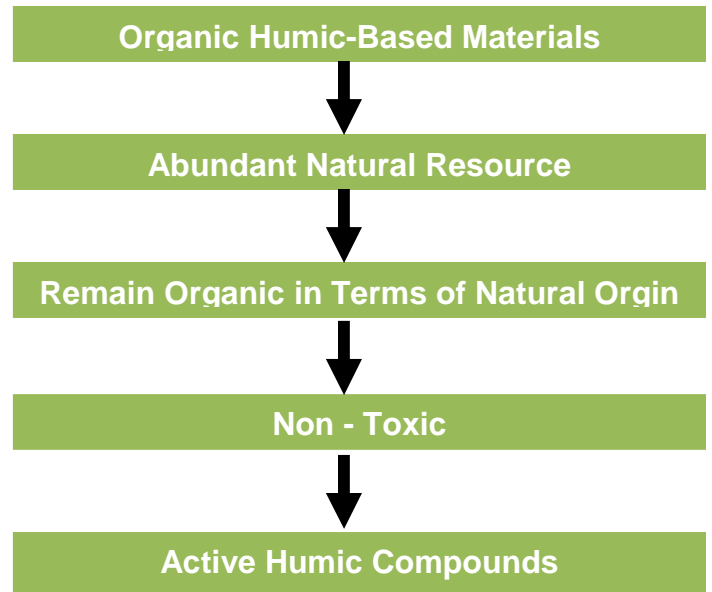 Organic Humic-Based Materials
Abundant Natural Resource
Remain Organic in Terms of Natural Orgin
Non - Toxic
Active Humic Compounds